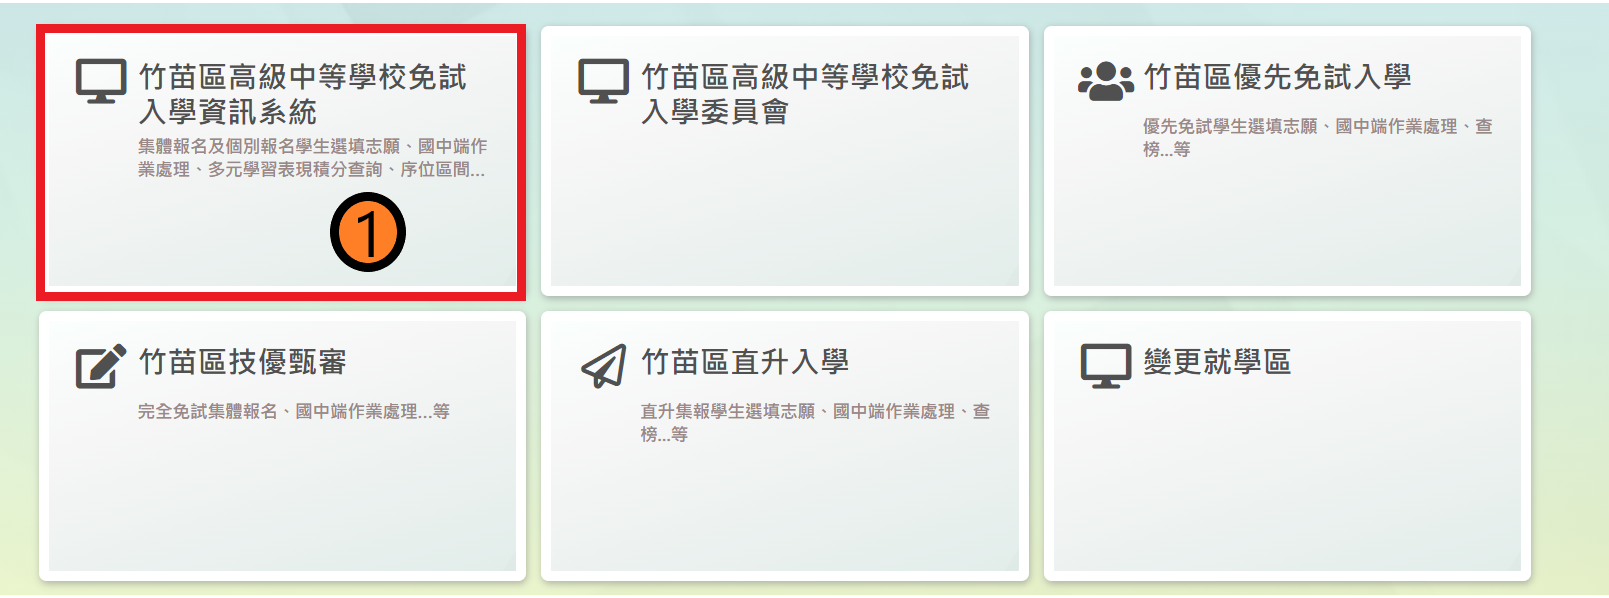 竹苗區高級中等學校免試
入學資訊系統
集體報名及個別報名學生選填志願、國中端作
業處理、多元學習表現積分查詢、序位區間...
1
竹苗區高級中等學校免試
入學委員會
竹苗區優先免試入學
優先免試學生選填志願、國中端作業處理、查
榜...等
竹苗區技優甄審
完全免試集體報名、國中端作業處理...等
竹苗區直升入學
直升集報學生選填志願、國中端作業處理、查
榜...等
變更就學區